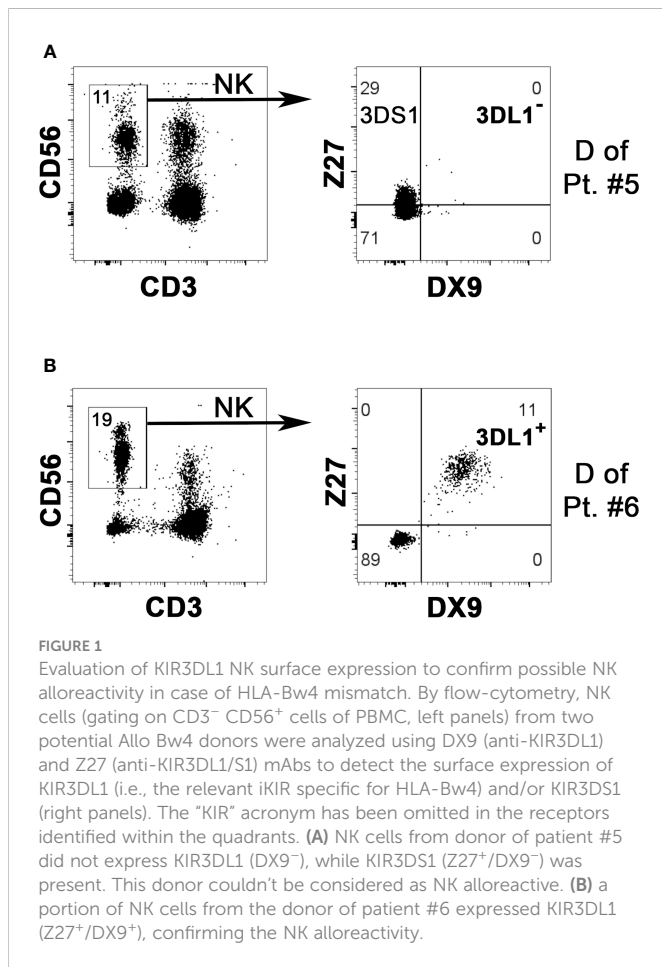 A
CD56
11
NK
CD3
Z27
29
0
3DS1
3DL1⁻
71
0
DX9
D of
Pt. #5
B
CD56
19
NK
CD3
Z27
0
11
3DL1⁺
89
0
DX9
D of
Pt. #6
FIGURE 1
Evaluation of KIR3DL1 NK surface expression to confirm possible NK
alloreactivity in case of HLA-Bw4 mismatch. By flow-cytometry, NK
cells (gating on CD3⁻ CD56⁺ cells of PBMC, left panels) from two
potential Allo Bw4 donors were analyzed using DX9 (anti-KIR3DL1)
and Z27 (anti-KIR3DL1/S1) mAbs to detect the surface expression of
KIR3DL1 (i.e., the relevant iKIR specific for HLA-Bw4) and/or KIR3DS1
(right panels). The “KIR” acronym has been omitted in the receptors
identified within the quadrants. (A) NK cells from donor of patient #5
did not express KIR3DL1 (DX9⁻), while KIR3DS1 (Z27⁺/DX9⁻) was
present. This donor couldn’t be considered as NK alloreactive. (B) a
portion of NK cells from the donor of patient #6 expressed KIR3DL1
(Z27⁺/DX9⁺), confirming the NK alloreactivity.